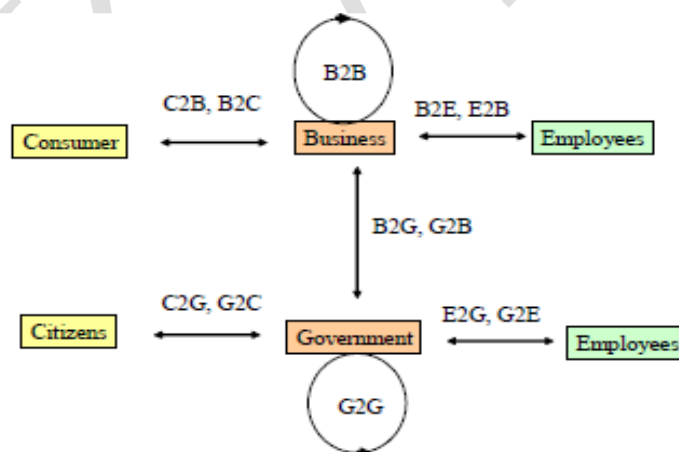 B2B
C2B, B2C
B2E, E2B
Consumer
Business
Employees
B2G, G2B
C2G, G2C
E2G, G2E
Citizens
Government
Employees
G2G